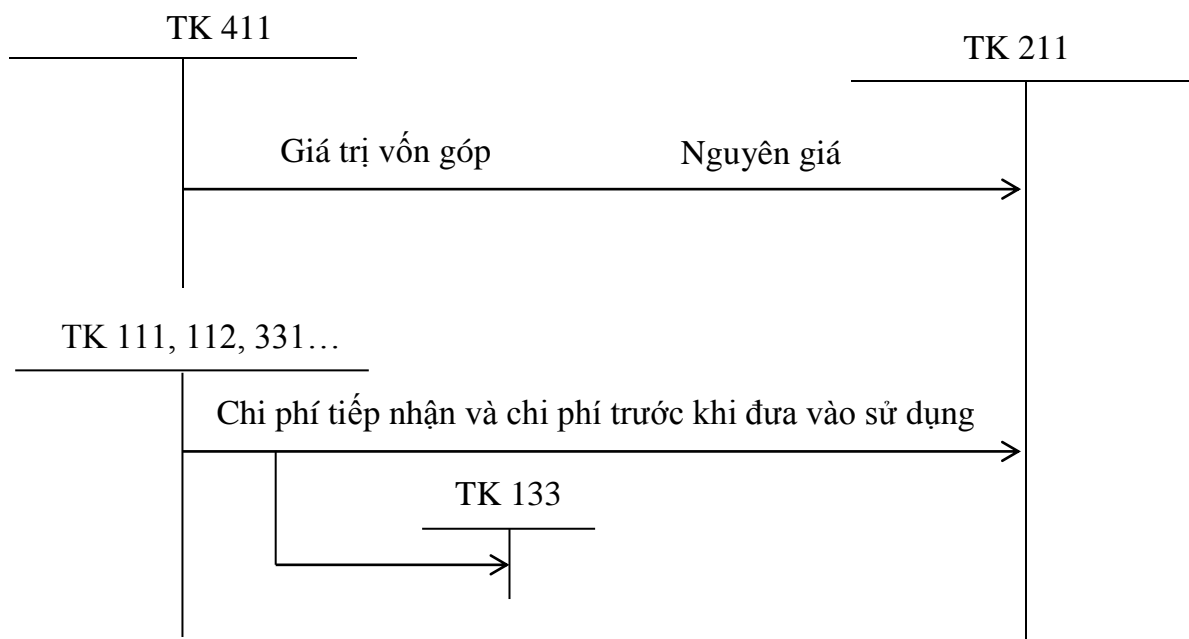 TK 411
TK 211
Giá trị vốn góp
Nguyên giá
TK 111, 112, 331…
Chi phí tiếp nhận và chi phí trước khi đưa vào sử dụng
TK 133